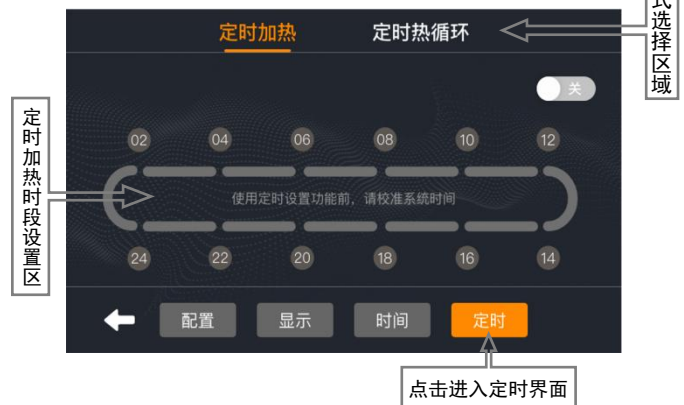 定时加热 定时热循环
式选择区域
关
定时加热时段设置区
02 04 06 08 10 12
使用定时设置功能前，请校准系统时间
24 22 20 18 16 14
配置 显示 时间 定时
点击进入定时界面